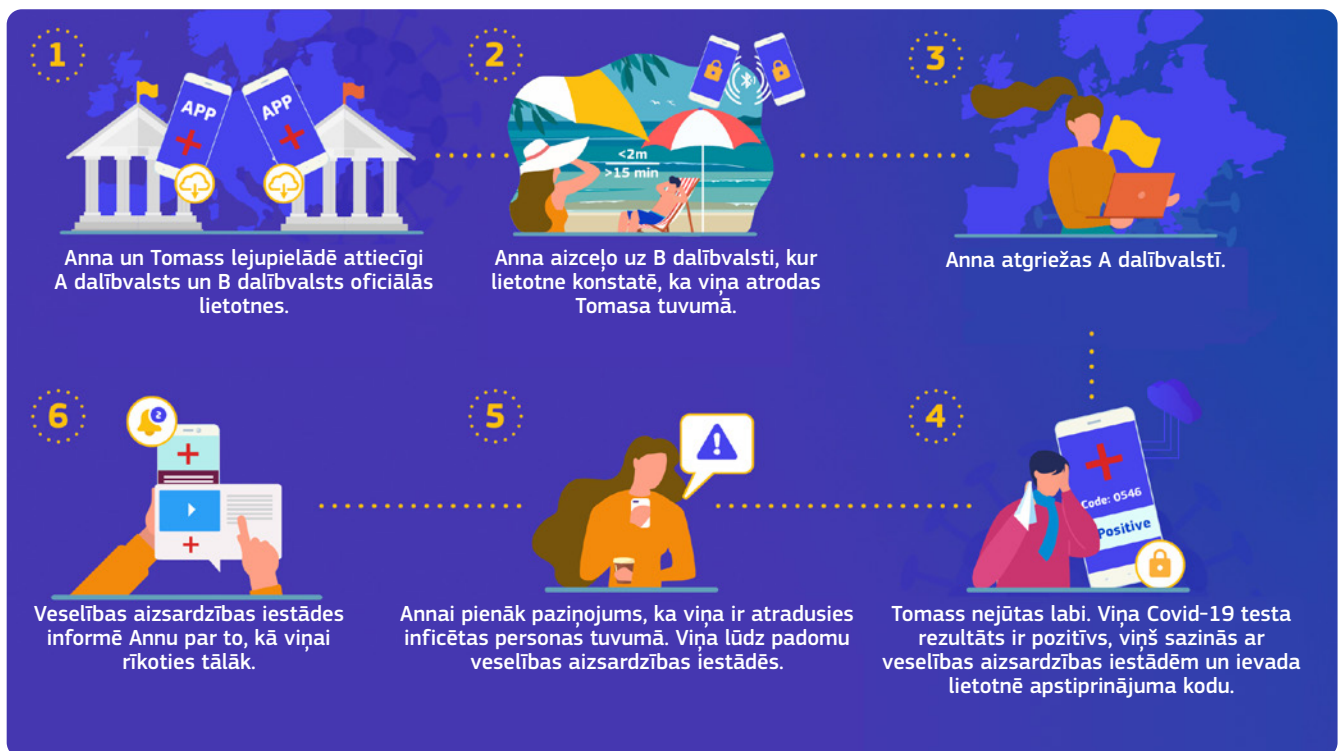 1
APP
APP
Anna un Tomass lejupielādē attiecīgi
A dalībvalsts un B dalībvalsts oficiālās
lietotnes.
2
<2m
>15 min
Anna aizceļo uz B dalībvalsti, kur
lietotne konstatē, ka viņa atrodas
Tomasa tuvumā.
3
Anna atgriežas A dalībvalstī.
4
Code: 0546
Positive
Tomass nejūtas labi. Viņa Covid-19 testa
rezultāts ir pozitīvs, viņš sazinās ar
veselības aizsardzības iestādēm un ievada
lietotnē apstiprinājuma kodu.
5
Annai pienāk paziņojums, ka viņa ir atradusies
inficētas personas tuvumā. Viņa lūdz padomu
veselības aizsardzības iestādēs.
6
2
Veselības aizsardzības iestādes
informē Annu par to, kā viņai
rīkoties tālāk.